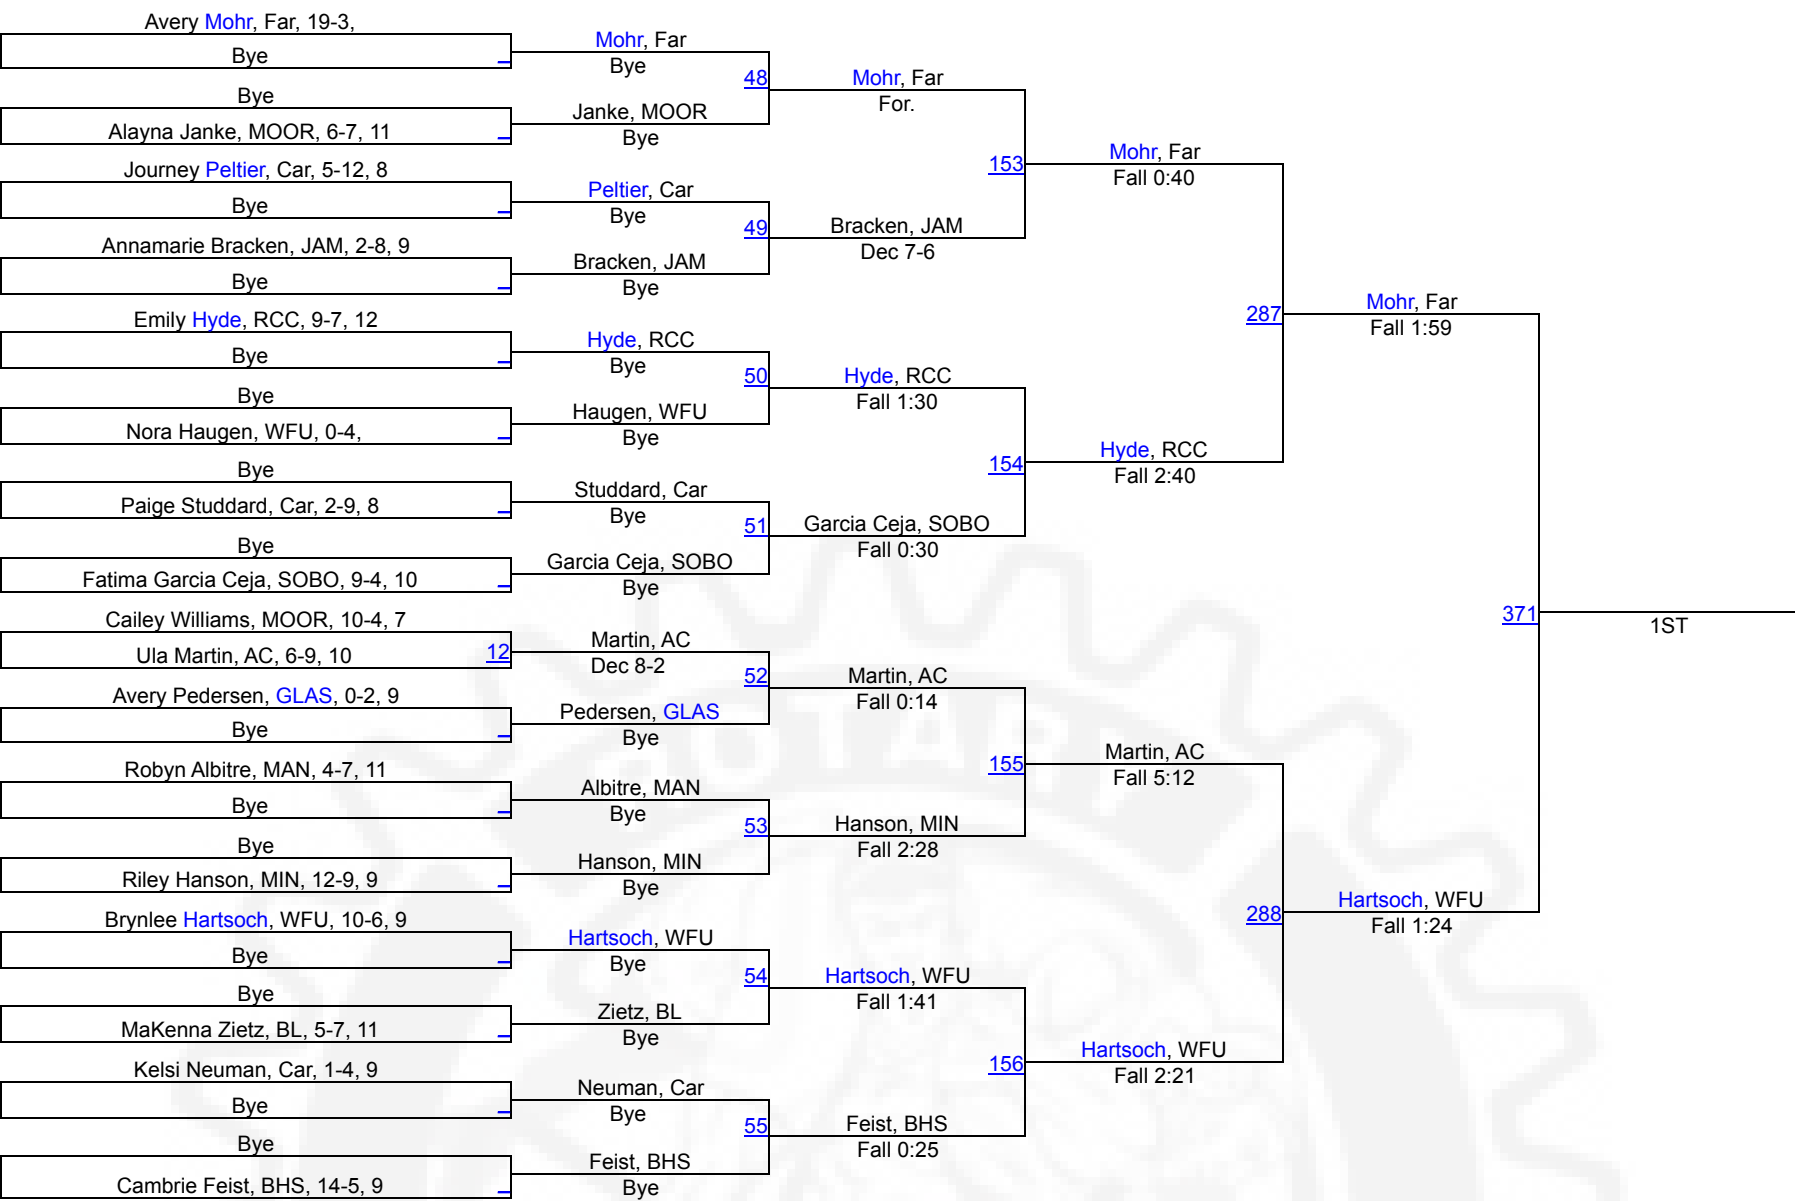 Avery Mohr, Far, 19-3,
Bye
Bye
Alayna Janke, MOOR, 6-7, 11
Journey Peltier, Car, 5-12, 8
Bye
Annamarie Bracken, JAM, 2-8, 9
Bye
Emily Hyde, RCC, 9-7, 12
Bye
Bye
Nora Haugen, WFU, 0-4,
Bye
Paige Studdard, Car, 2-9, 8
Bye
Fatima Garcia Ceja, SOBO, 9-4, 10
Cailey Williams, MOOR, 10-4, 7
Ula Martin, AC, 6-9, 10
12
Avery Pedersen, GLAS, 0-2, 9
Bye
Robyn Albitre, MAN, 4-7, 11
Bye
Bye
Riley Hanson, MIN, 12-9, 9
Brynlee Hartsoch, WFU, 10-6, 9
Bye
Bye
MaKenna Zietz, BL, 5-7, 11
Kelsi Neuman, Car, 1-4, 9
Bye
Bye
Cambrie Feist, BHS, 14-5, 9
Mohr, Far
Bye
48
Janke, MOOR
Bye
Peltier, Car
Bye
49
Bracken, JAM
Bye
Hyde, RCC
Bye
50
Haugen, WFU
Bye
Studdard, Car
Bye
51
Garcia Ceja, SOBO
Bye
Martin, AC
Dec 8-2
52
Pedersen, GLAS
Bye
Albitre, MAN
Bye
53
Hanson, MIN
Bye
Hartsoch, WFU
Bye
54
Zietz, BL
Bye
Neuman, Car
Bye
55
Feist, BHS
Bye
Mohr, Far
For.
153
Bracken, JAM
Dec 7-6
Hyde, RCC
Fall 1:30
154
Garcia Ceja, SOBO
Fall 0:30
Martin, AC
Fall 0:14
155
Hanson, MIN
Fall 2:28
Hartsoch, WFU
Fall 1:41
156
Feist, BHS
Fall 0:25
Mohr, Far
Fall 0:40
287
Hyde, RCC
Fall 2:40
Martin, AC
Fall 5:12
288
Hartsoch, WFU
Fall 2:21
Mohr, Far
Fall 1:59
371
Hartsoch, WFU
Fall 1:24
1ST